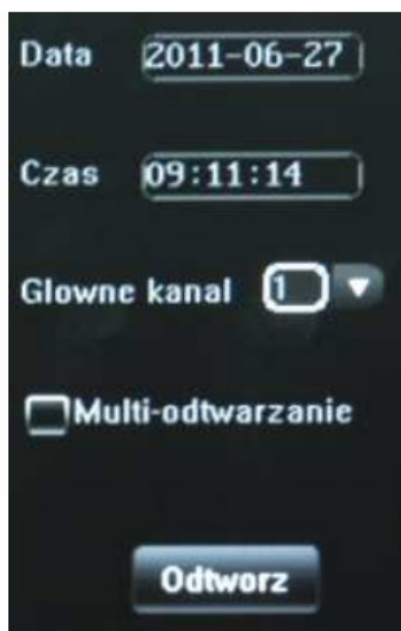 Data 2011-06-27
Czas 09:11:14
Glowne kanal 1
Multi-odtwarzanie
Odtworz